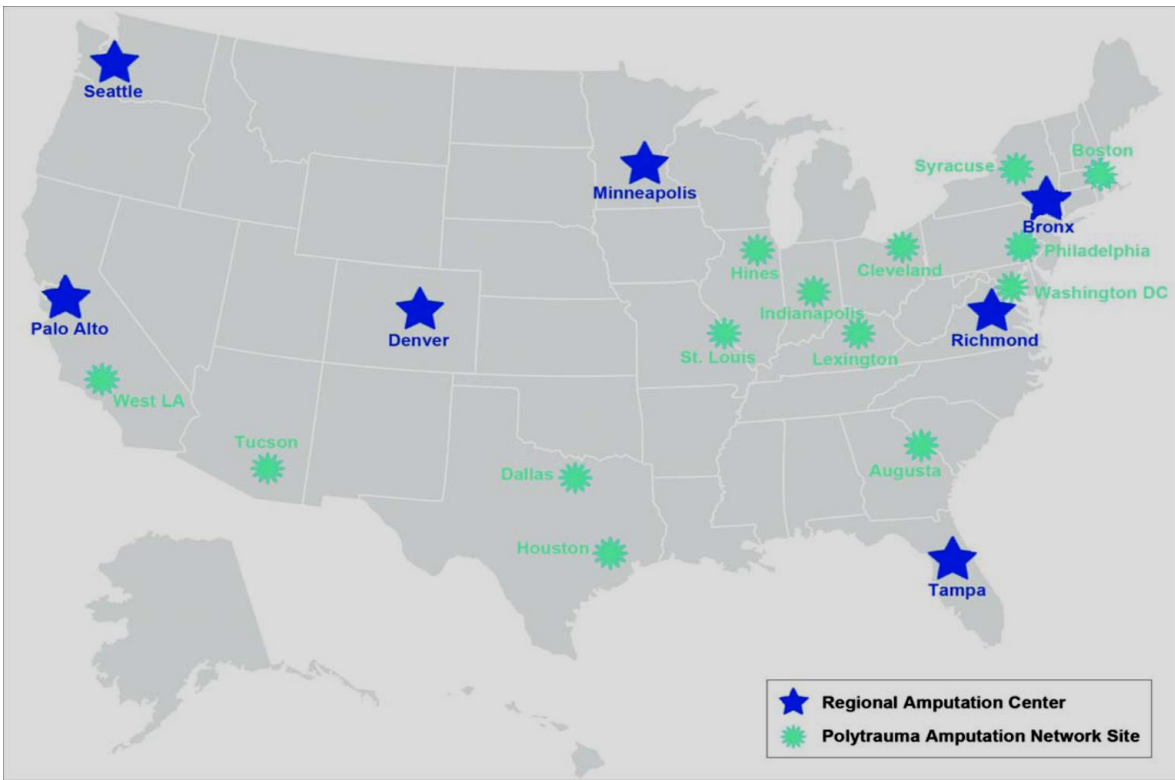 Seattle
Minneapolis
Syracuse
Boston
Bronx
Hines
Cleveland
Philadelphia
Washington DC
Indianapolis
Palo Alto
Denver
St. Louis
Lexington
Richmond
West LA
Tucson
Dallas
Augusta
Houston
Tampa
Regional Amputation Center
Polytrauma Amputation Network Site